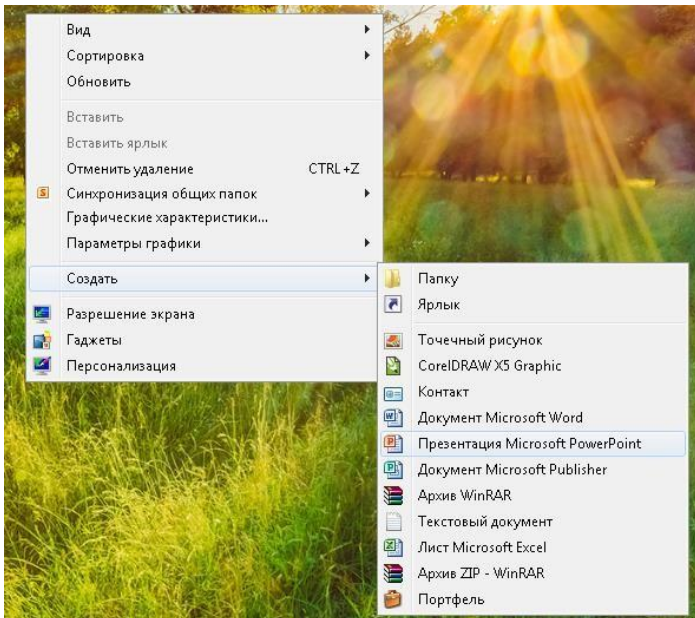 Вид
Сортировка
Обновить
Вставить
Вставить ярлык
Отменить удаление CTRL+Z
Синхронизация общих папок
Графические характеристики...
Параметры графики
Создать
Разрешение экрана
Гаджеты
Персонализация
Папку
Ярлык
Точечный рисунок
CorelDRAW X5 Graphic
Контакт
Документ Microsoft Word
Презентация Microsoft PowerPoint
Документ Microsoft Publisher
Архив WinRAR
Текстовый документ
Лист Microsoft Excel
Архив ZIP - WinRAR
Портфель